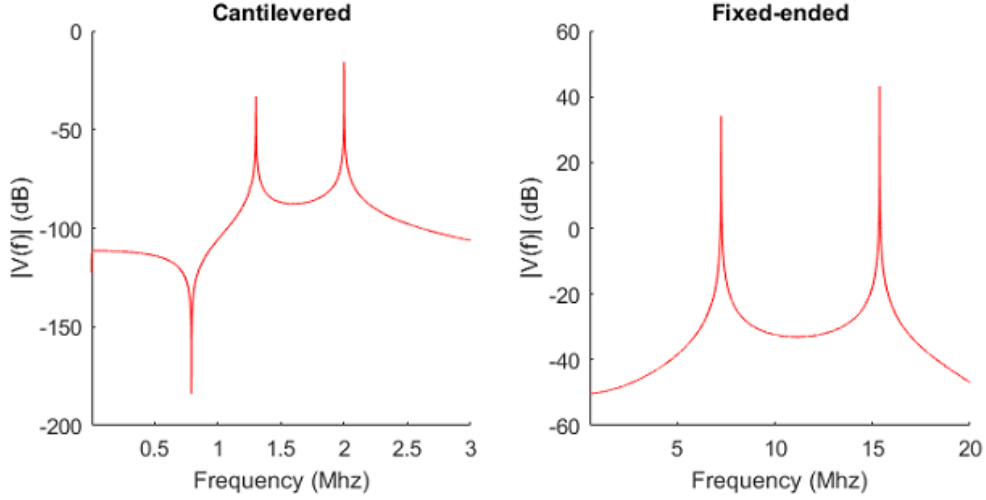 Cantilevered
0
-50
-100
-150
-200
|V(f)| (dB)
0.5 1 1.5 2 2.5 3
Frequency (Mhz)
Fixed-ended
60
40
20
0
-20
-40
-60
|V(f)| (dB)
5 10 15 20
Frequency (Mhz)